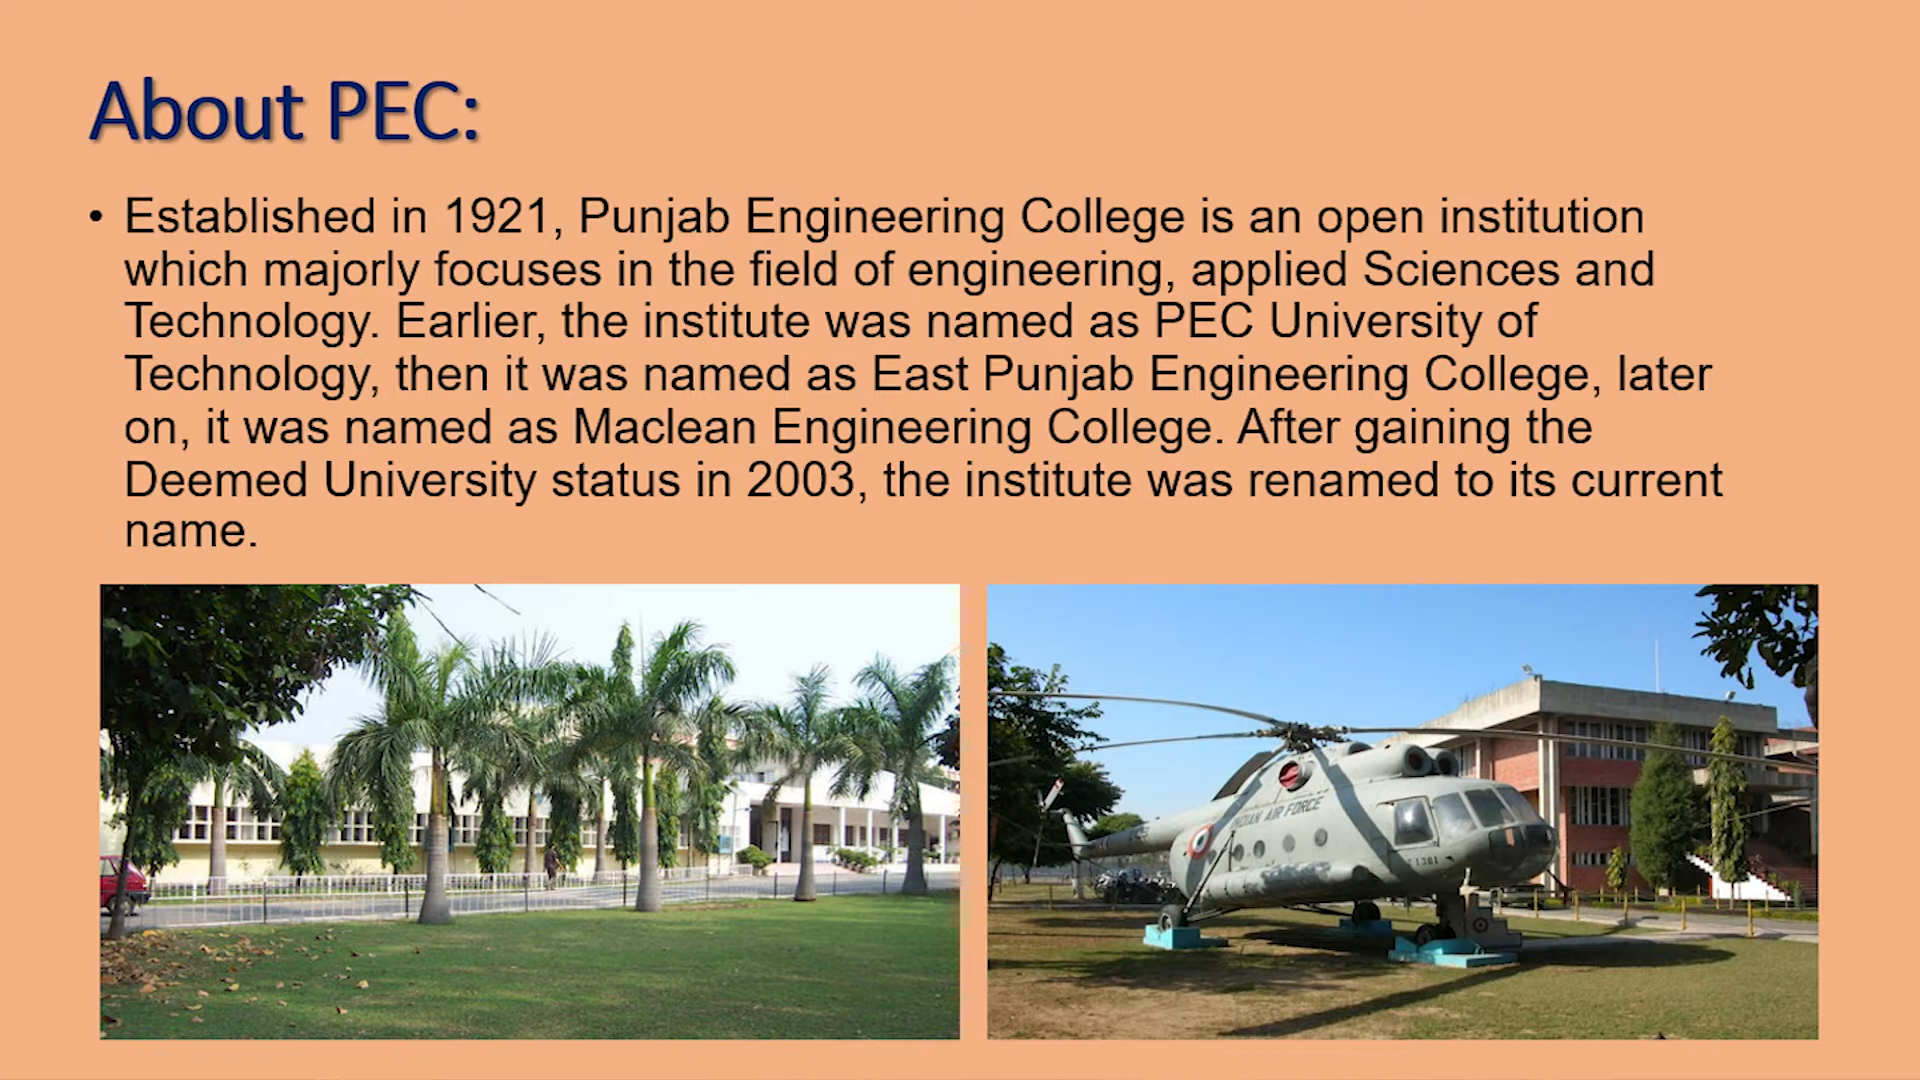 About PEC:
• Established in 1921, Punjab Engineering College is an open institution
which majorly focuses in the field of engineering, applied Sciences and
Technology. Earlier, the institute was named as PEC University of
Technology, then it was named as East Punjab Engineering College, later
on, it was named as Maclean Engineering College. After gaining the
Deemed University status in 2003, the institute was renamed to its current
name.
INDIAN AIR FORCE